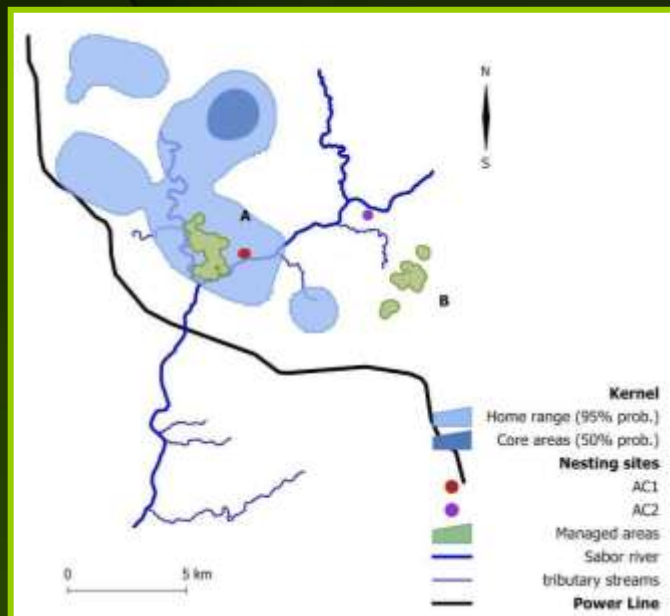 N
S
A
B
Kernel
Home range (95% prob.)
Core areas (50% prob.)
Nesting sites
AC1
AC2
Managed areas
Sabor river
tributary streams
Power Line
0 5 km